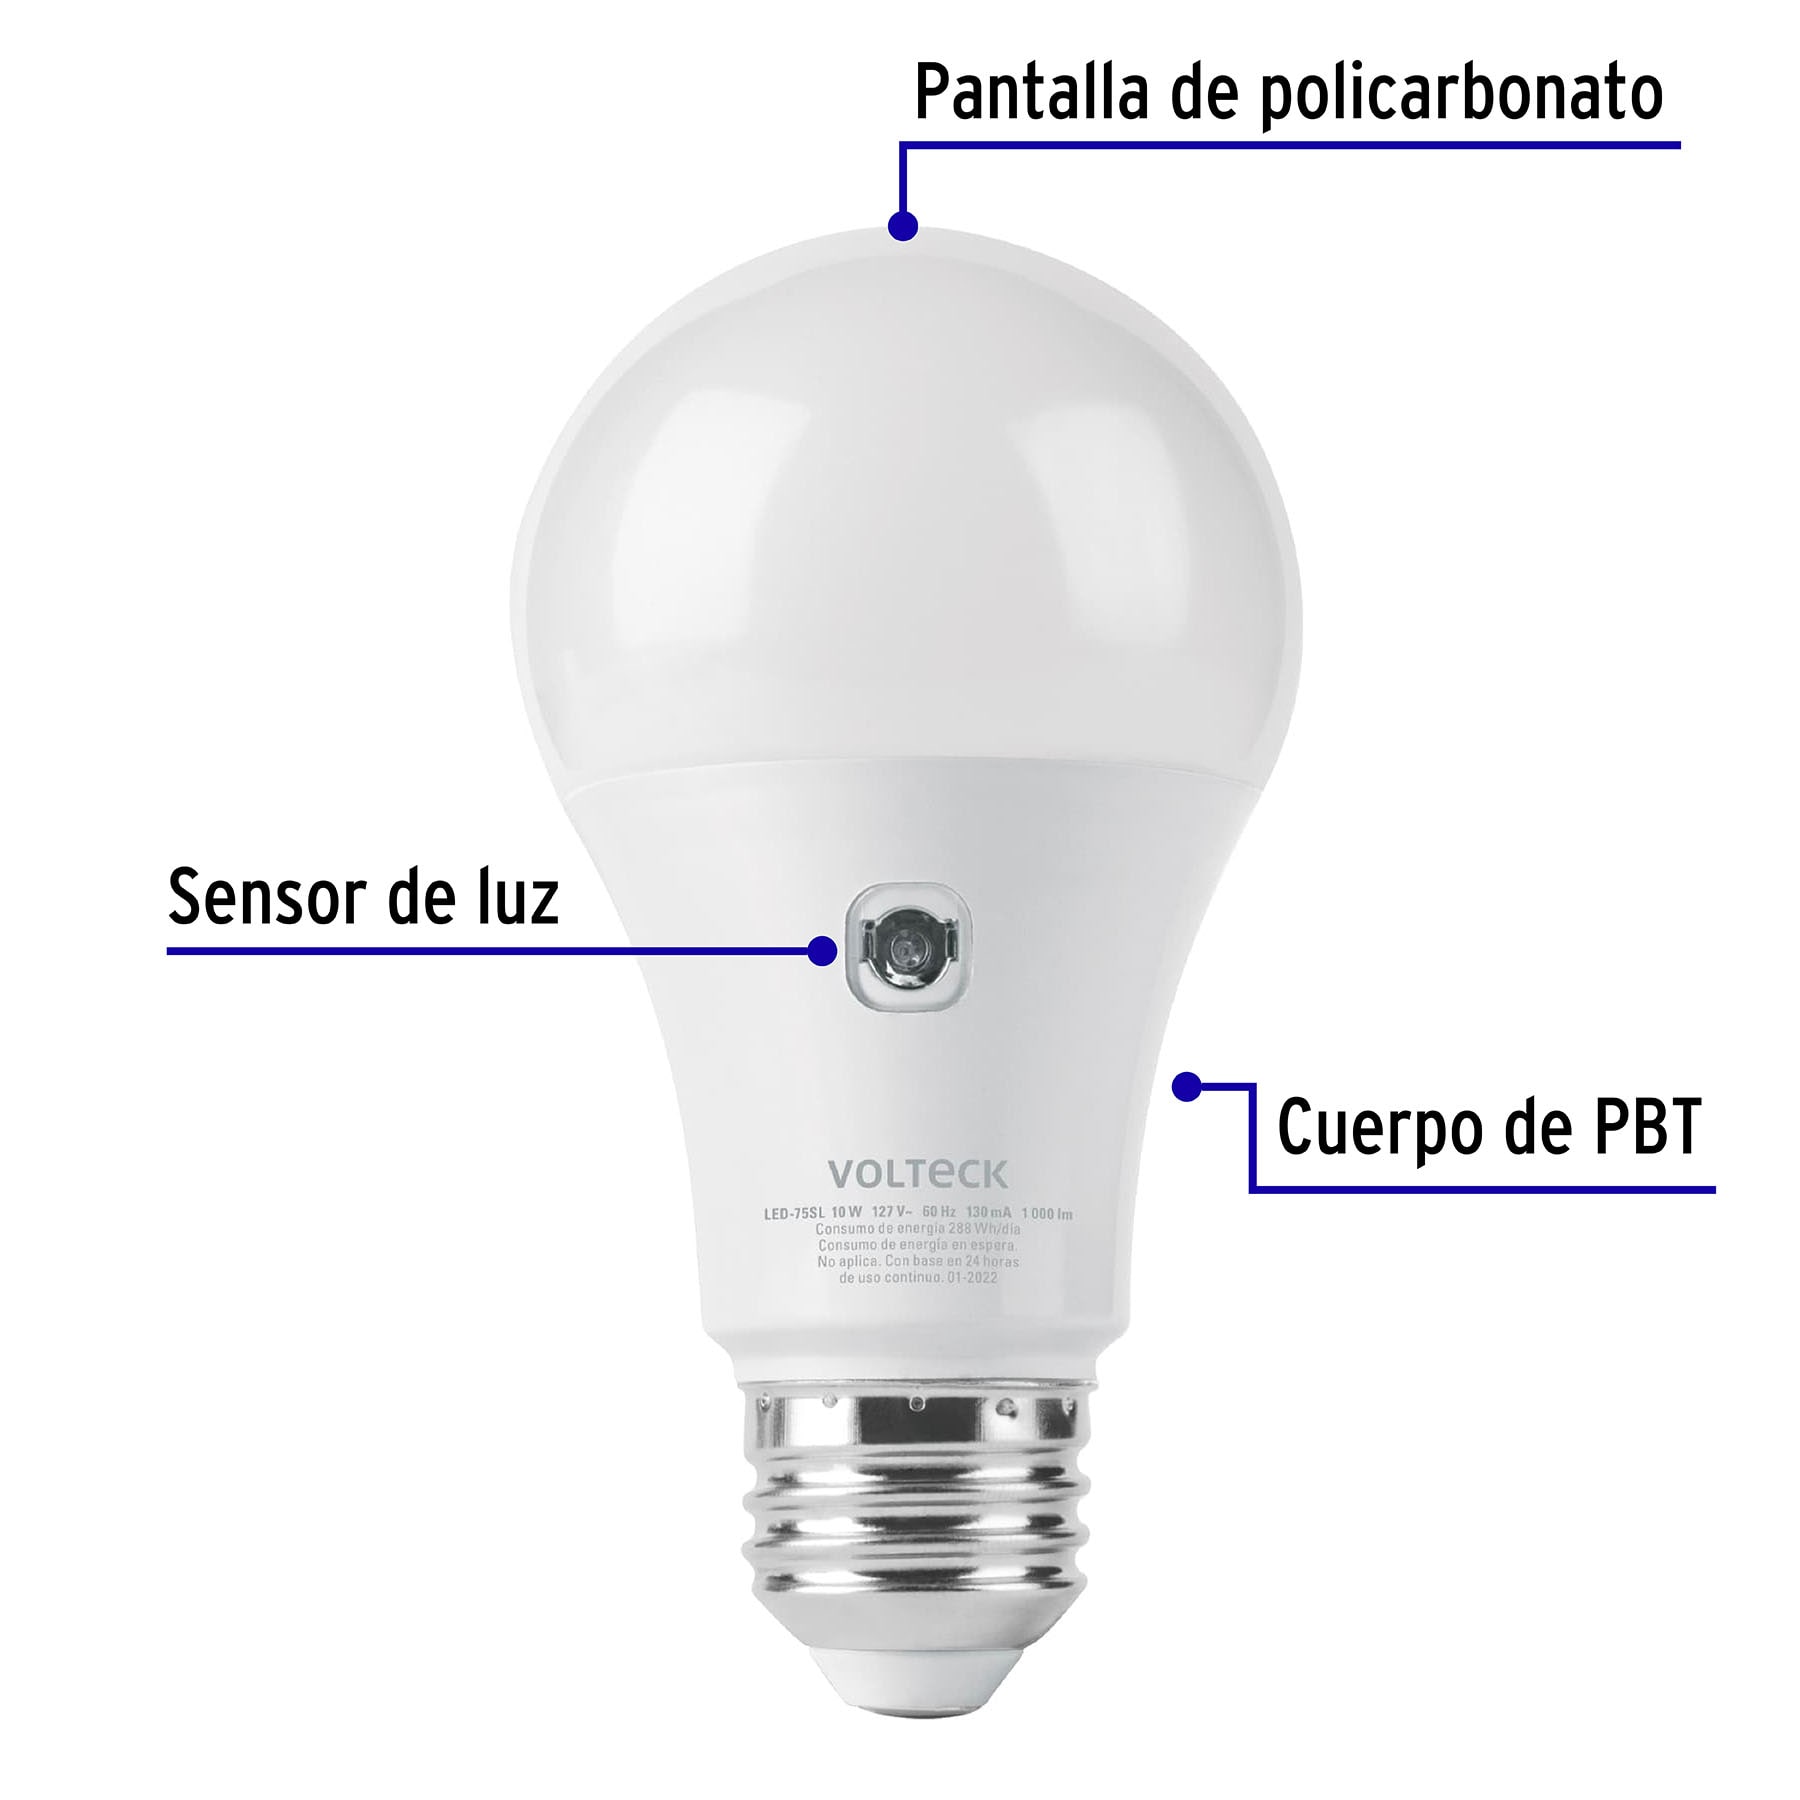 Pantalla de policarbonato
Sensor de luz
Cuerpo de PBT
VOLTECK
LED-75SL 10 W 127 V~ 60 Hz 130 mA 1 000 lm
Consumo de energía 288 Wh/día
Consumo de energía en espera.
No aplica. Con base en 24 horas
de uso continuo. 01-2022